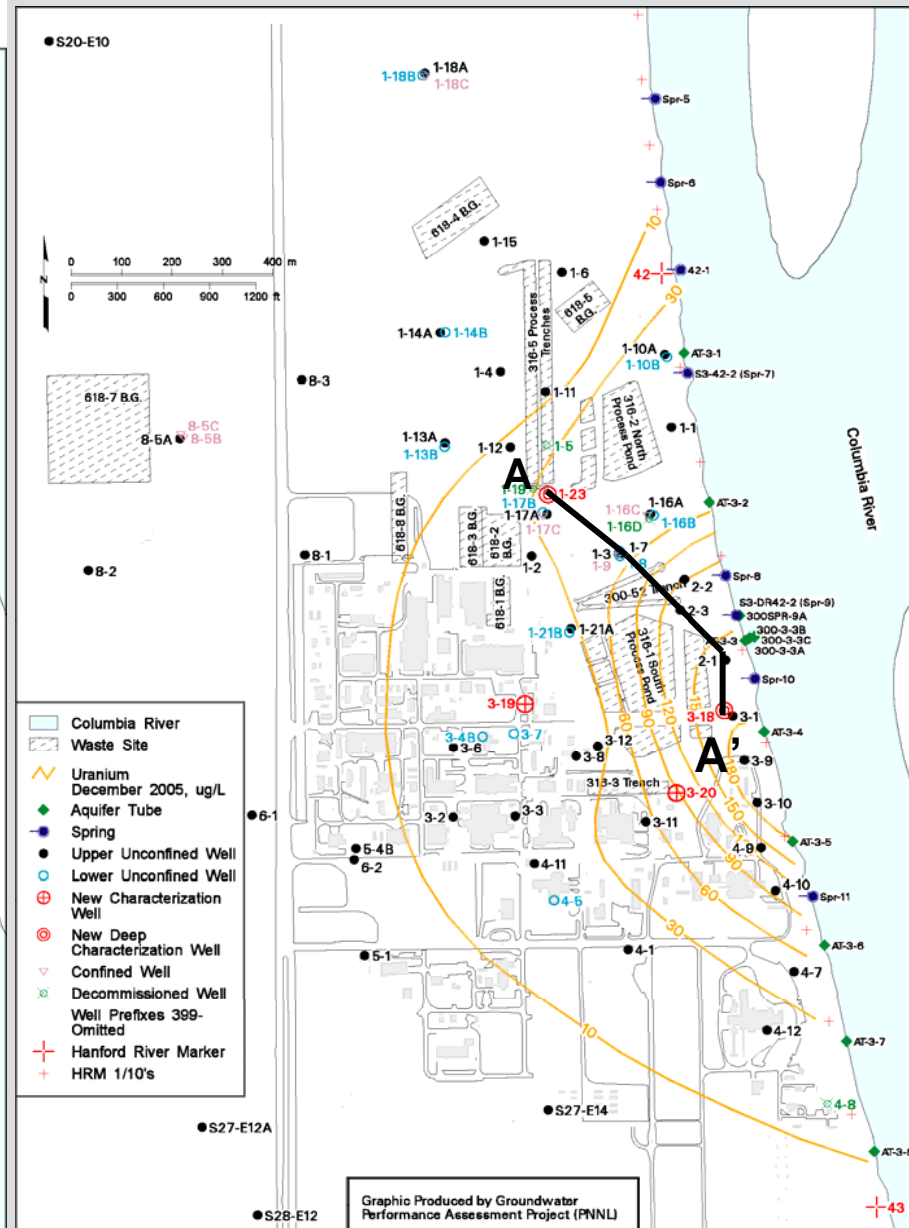 S20-E10
1-18A
1-18B
1-18C
Spr-5
Spr-6
618-4 B.G.
10
1-15
0 100 200 400 m
N
0 300 600 900 1200 ft
1-6
42
42-1
618-5
B.G.
30
316-5 Process
Trenches
1-14A
1-14B
1-10A
1-10B
AT-3-1
S3-42-2 (Spr-7)
8-3
1-4
1-11
618-7 B.G.
316-2 North
Process Pond
8-5C
8-5A
8-5B
1-1
1-13A
1-13B
1-12
1-5
Columbia River
A
1-19
1-23
AT-3-2
1-17B
1-17A
1-17C
1-16C
1-16A
1-16D
1-16B
618-8 B.G.
618-3 B.G.
618-2
B.G.
8-1
1-2
1-3
1-7
1-9
8
8-2
Spr-8
300-52 Trench
2-2
618-1 B.G.
2-3
S3-DR42-2 (Spr-9)
300SPR-9A
1-21A
1-21B
316-1 South
Process Pond
300-3-3B
AT-3-3
300-3-3C
300-3-3A
2-1
Spr-10
3-19
3-18
3-1
60
90
120
15
AT-3-4
3-4B
3-7
3-6
3-12
3-8
A'
3-9
180
316-3 Trench
3-20
3-10
150
6-1
3-2
3-3
3-11
AT-3-5
5-4B
6-2
4-11
4-9
90
4-10
60
Spr-11
4-5
30
4-1
AT-3-6
5-1
4-7
10
4-12
AT-3-7
4-8
S27-E14
S27-E12A
AT-3-8
43
S28-E12
Columbia River
Waste Site
Uranium
December 2005, ug/L
Aquifer Tube
Spring
Upper Unconfined Well
Lower Unconfined Well
New Characterization
Well
New Deep
Characterization Well
Confined Well
Decommissioned Well
Well Prefixes 399-
Omitted
Hanford River Marker
HRM 1/10's
Graphic Produced by Groundwater
Performance Assessment Project (PNNL)